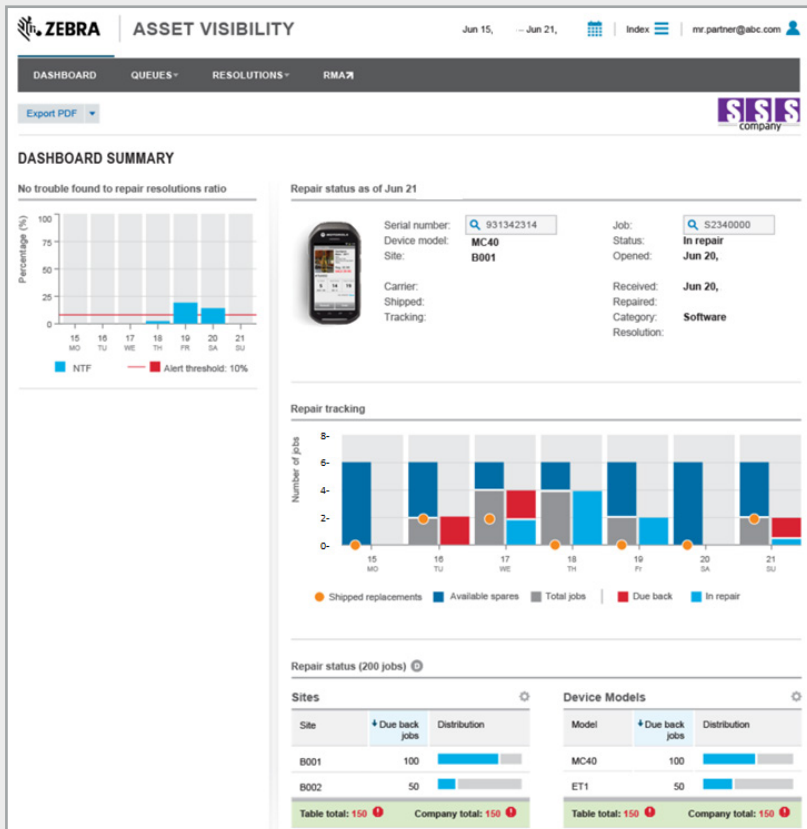 ZEBRA
ASSET VISIBILITY
Jun 15, – Jun 21,
Index
mr.partner@abc.com
DASHBOARD
QUEUES
RESOLUTIONS
RMA
Export PDF
SSS
company
DASHBOARD SUMMARY
No trouble found to repair resolutions ratio
Percentage (%)
100
75
50
25
0
15 16 17 18 19 20 21
MO TU WE TH FR SA SU
NTF
Alert threshold: 10%
Repair status as of Jun 21
Serial number: 931342314
Device model: MC40
Site: B001
Carrier:
Shipped:
Tracking:
Job: S2340000
Status: In repair
Opened: Jun 20,
Received: Jun 20,
Repaired:
Category: Software
Resolution:
MOTOROLA
Repair tracking
Number of jobs
8-
6-
4-
2-
0-
15 16 17 18 19 20 21
MO TU WE TH Fr SA SU
Shipped replacements
Available spares
Total jobs
Due back
In repair
Repair status (200 jobs) D
Sites
Site Due back jobs Distribution
B001 100
B002 50
Table total: 150 Company total: 150
Device Models
Model Due back jobs Distribution
MC40 100
ET1 50
Table total: 150 Company total: 150